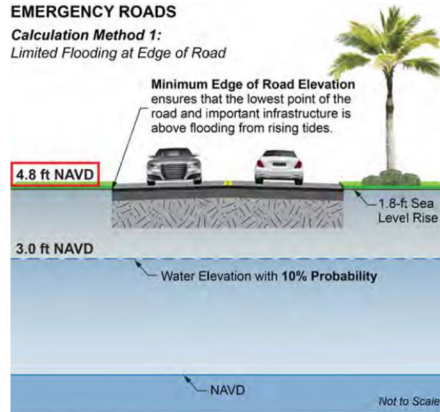 EMERGENCY ROADS
Calculation Method 1:
Limited Flooding at Edge of Road
Minimum Edge of Road Elevation
ensures that the lowest point of the
road and important infrastructure is
above flooding from rising tides.
4.8 ft NAVD
1.8-ft Sea
Level Rise
3.0 ft NAVD
Water Elevation with 10% Probability
NAVD
Not to Scale